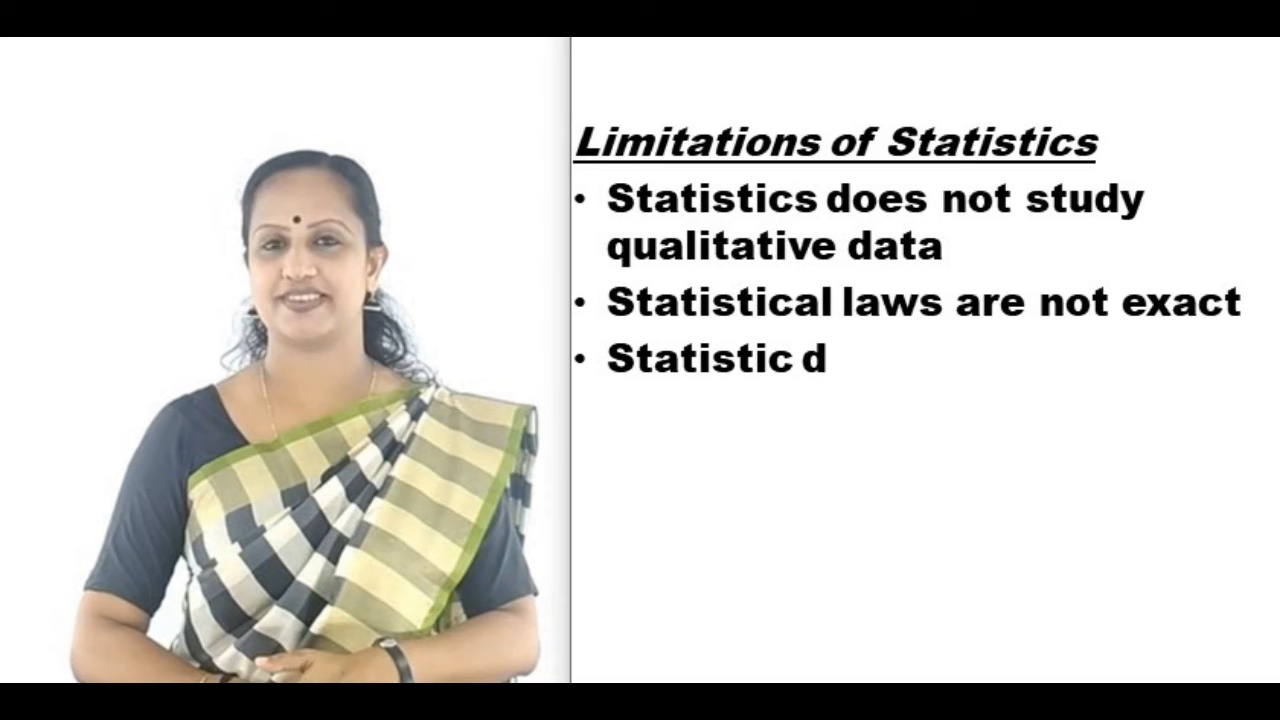 Limitations of Statistics
• Statistics does not study
qualitative data
• Statistical laws are not exact
• Statistic d